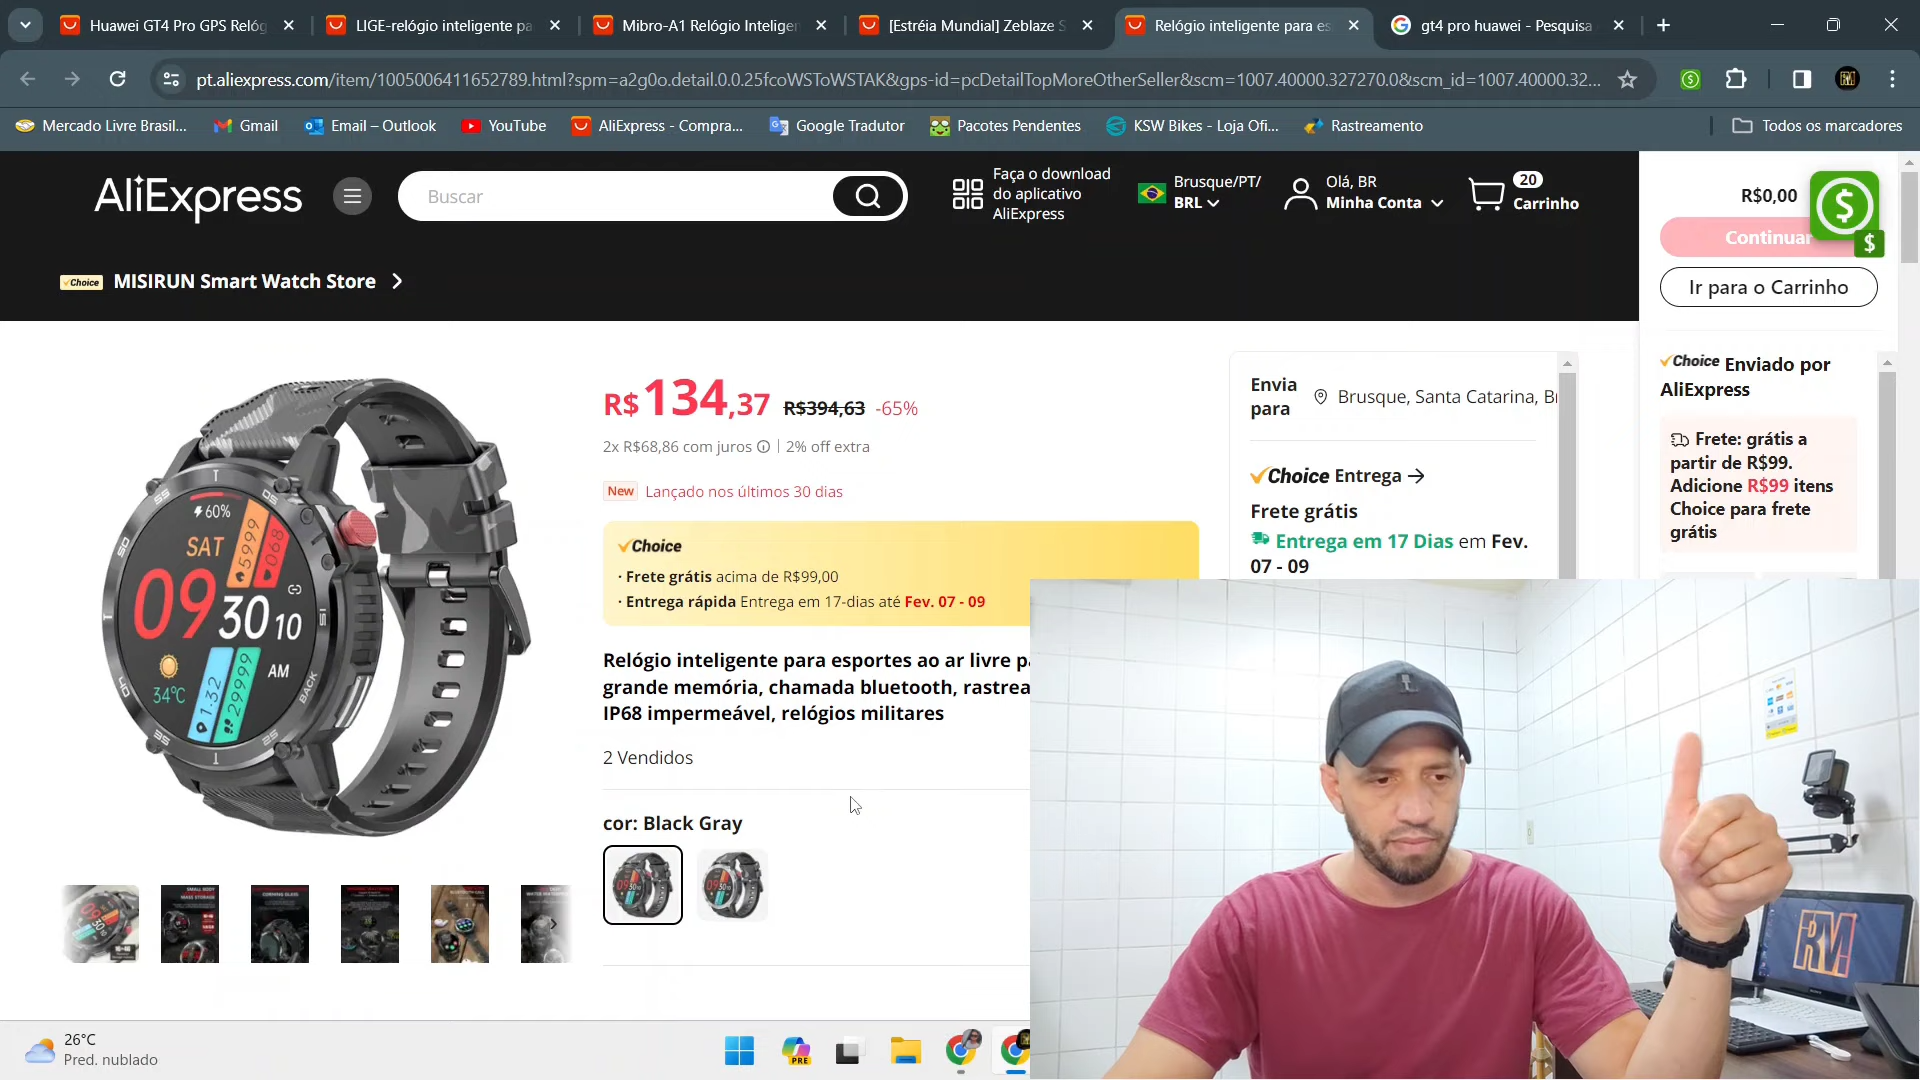 Huawei GT4 Pro GPS Relóg
LIGE-relógio inteligente pa
Mibro-A1 Relógio Inteligen
[Estréia Mundial] Zeblaze S
Relógio inteligente para es
gt4 pro huawei - Pesquisa
pt.aliexpress.com/item/1005006411652789.html?spm=a2g0o.detail.0.0.25fcoWSToWSTAK&gps-id=pcDetailTopMoreOtherSeller&scm=1007.40000.327270.0&scm_id=1007.40000.32...
Mercado Livre Brasil...
Gmail
Email – Outlook
YouTube
AliExpress - Compra...
Google Tradutor
Pacotes Pendentes
KSW Bikes - Loja Ofi...
Rastreamento
Todos os marcadores
AliExpress
Buscar
Faça o download
do aplicativo
AliExpress
Brusque/PT/
BRL
Olá, BR
Minha Conta
20
Carrinho
R$0,00
Continuar
Ir para o Carrinho
Choice
MISIRUN Smart Watch Store
R$134,37 R$394,63 -65%
2x R$68,86 com juros
2% off extra
New Lançado nos últimos 30 dias
Choice
· Frete grátis acima de R$99,00
· Entrega rápida Entrega em 17-dias até Fev. 07 - 09
Relógio inteligente para esportes ao ar livre pa
grande memória, chamada bluetooth, rastrea
IP68 impermeável, relógios militares
2 Vendidos
cor: Black Gray
Envia
para
Brusque, Santa Catarina, Br
Choice Entrega
Frete grátis
Entrega em 17 Dias em Fev.
07 - 09
Choice Enviado por
AliExpress
Frete: grátis a
partir de R$99.
Adicione R$99 itens
Choice para frete
grátis
60%
SAT
5999
068
09
30
10
AM
34°C
1.32
29999
BACK
RM
26°C
Pred. nublado
PRE